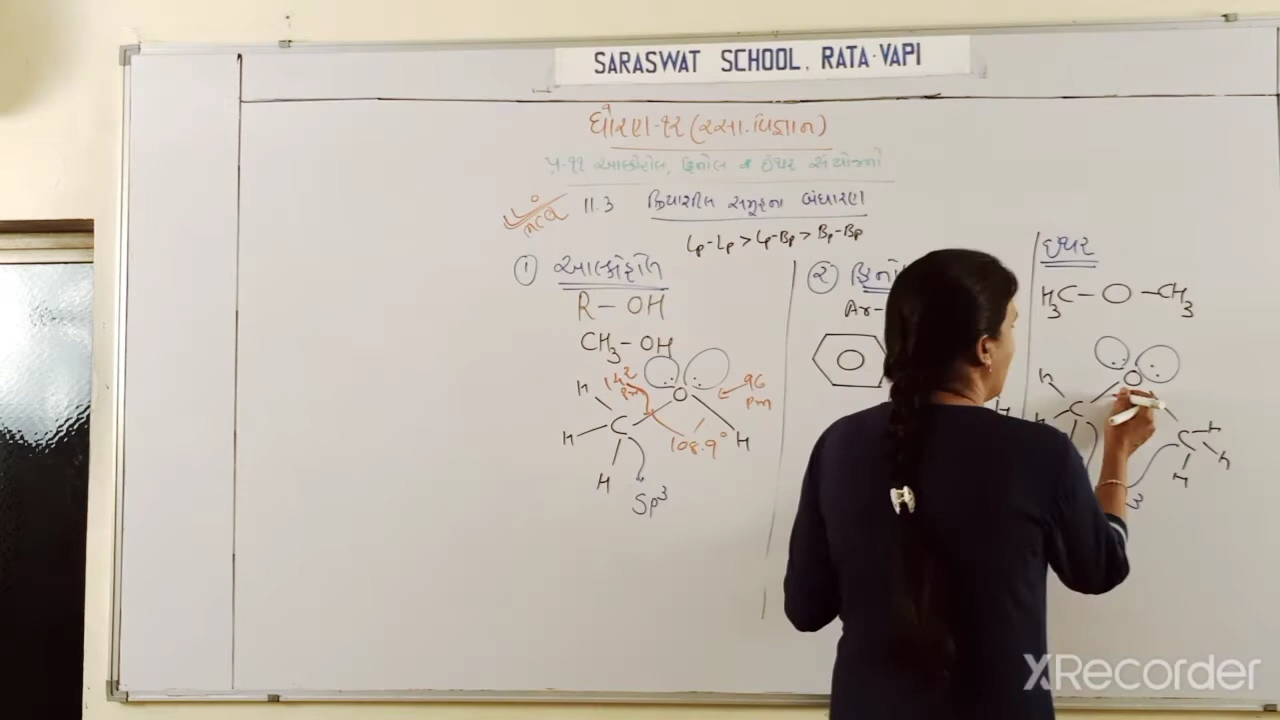 SARASWAT SCHOOL, RATA-VAPI
ધોરણ-૧૨ (રસા. વિજ્ઞાન)
પ્ર-૧૧ આલ્કોહોલ, ફિનોલ અને ઈથર સંયોજનો
MCQ 11.3 ક્રિયાશીલ સમૂહના બંધારણ
Lp-Lp > Lp-Bp > Bp-Bp
① આલ્કોહોલ
R - OH
CH3 - OH
142 pm
96 pm
O
H
C
H
H
H
108.9°
Sp3
②
Ar-
ઈથર
H3C - O - CH3
O
H
C
H
C
H
H
H
3
XRecorder